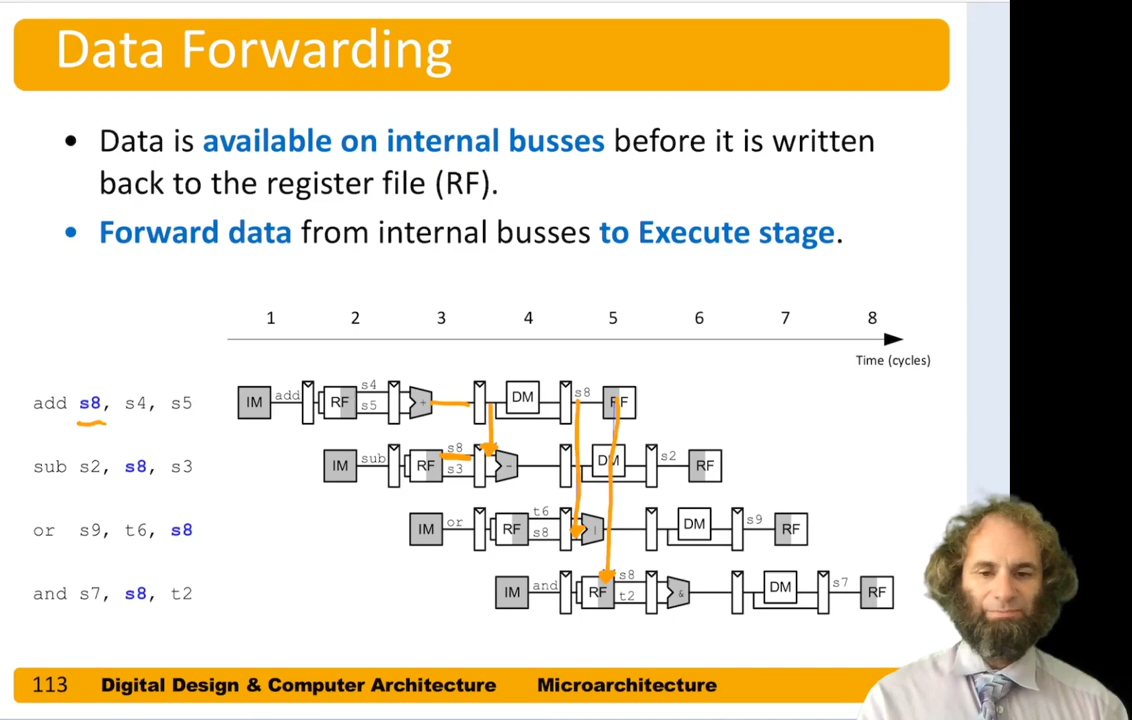 Data Forwarding
• Data is available on internal busses before it is written
back to the register file (RF).
• Forward data from internal busses to Execute stage.
1 2 3 4 5 6 7 8
Time (cycles)
add s8, s4, s5
IM add RF s4 s5 + DM s8 RF
sub s2, s8, s3
IM sub RF s8 s3 - DM s2 RF
or s9, t6, s8
IM or RF t6 s8 | DM s9 RF
and s7, s8, t2
IM and RF s8 t2 & DM s7 RF
113 Digital Design & Computer Architecture Microarchitecture